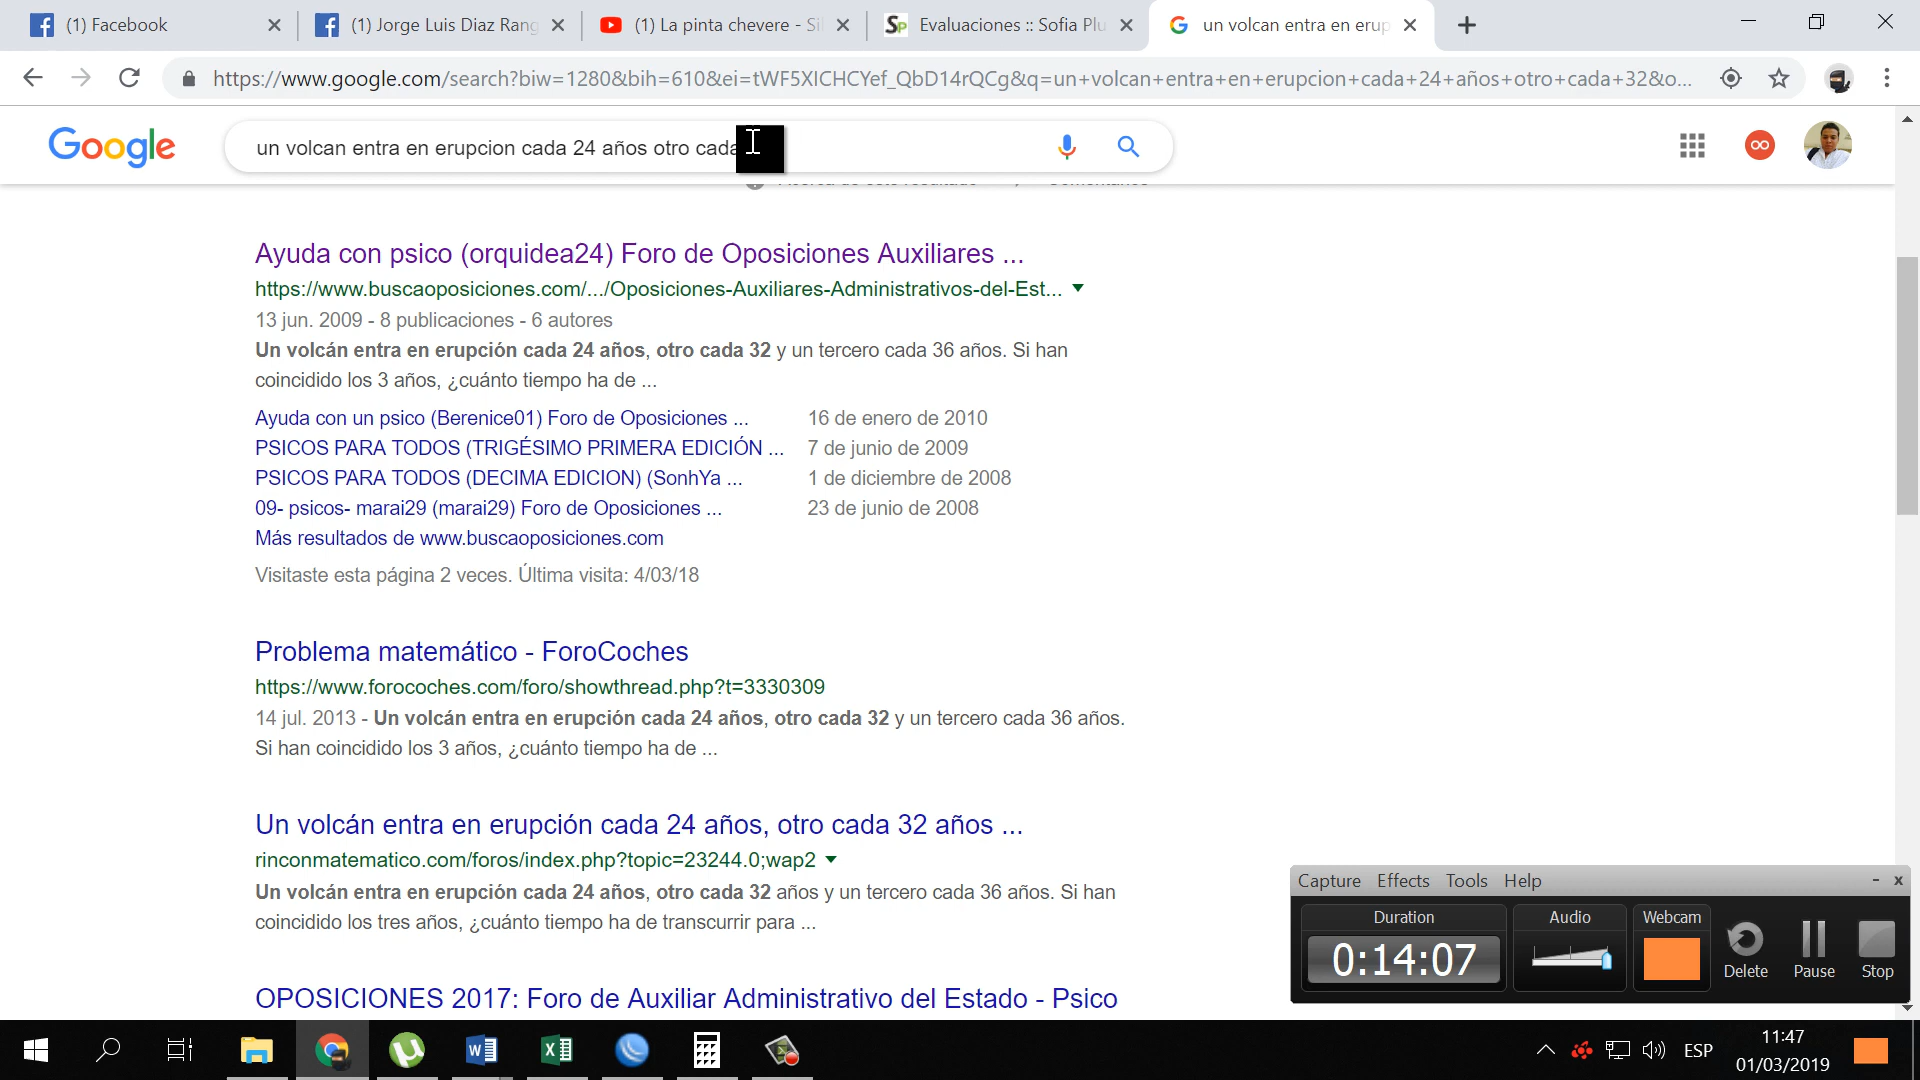 (1) Facebook
(1) Jorge Luis Diaz Rang
(1) La pinta chevere - Sil
Evaluaciones :: Sofia Plu
un volcan entra en erup
https://www.google.com/search?biw=1280&bih=610&ei=tWF5XICHCYef_QbD14rQCg&q=un+volcan+entra+en+erupcion+cada+24+años+otro+cada+32&o...
Google
un volcan entra en erupcion cada 24 años otro cada
Ayuda con psico (orquidea24) Foro de Oposiciones Auxiliares ...
https://www.buscaoposiciones.com/.../Oposiciones-Auxiliares-Administrativos-del-Est...
13 jun. 2009 - 8 publicaciones - 6 autores
Un volcán entra en erupción cada 24 años, otro cada 32 y un tercero cada 36 años. Si han
coincidido los 3 años, ¿cuánto tiempo ha de ...
Ayuda con un psico (Berenice01) Foro de Oposiciones ... 16 de enero de 2010
PSICOS PARA TODOS (TRIGÉSIMO PRIMERA EDICIÓN ... 7 de junio de 2009
PSICOS PARA TODOS (DECIMA EDICION) (SonhYa ... 1 de diciembre de 2008
09- psicos- marai29 (marai29) Foro de Oposiciones ... 23 de junio de 2008
Más resultados de www.buscaoposiciones.com
Visitaste esta página 2 veces. Última visita: 4/03/18
Problema matemático - ForoCoches
https://www.forocoches.com/foro/showthread.php?t=3330309
14 jul. 2013 - Un volcán entra en erupción cada 24 años, otro cada 32 y un tercero cada 36 años.
Si han coincidido los 3 años, ¿cuánto tiempo ha de ...
Un volcán entra en erupción cada 24 años, otro cada 32 años ...
rinconmatematico.com/foros/index.php?topic=23244.0;wap2
Un volcán entra en erupción cada 24 años, otro cada 32 años y un tercero cada 36 años. Si han
coincidido los tres años, ¿cuánto tiempo ha de transcurrir para ...
OPOSICIONES 2017: Foro de Auxiliar Administrativo del Estado - Psico
Capture Effects Tools Help
Duration Audio Webcam
0:14:07
Delete Pause Stop
ESP
11:47
01/03/2019